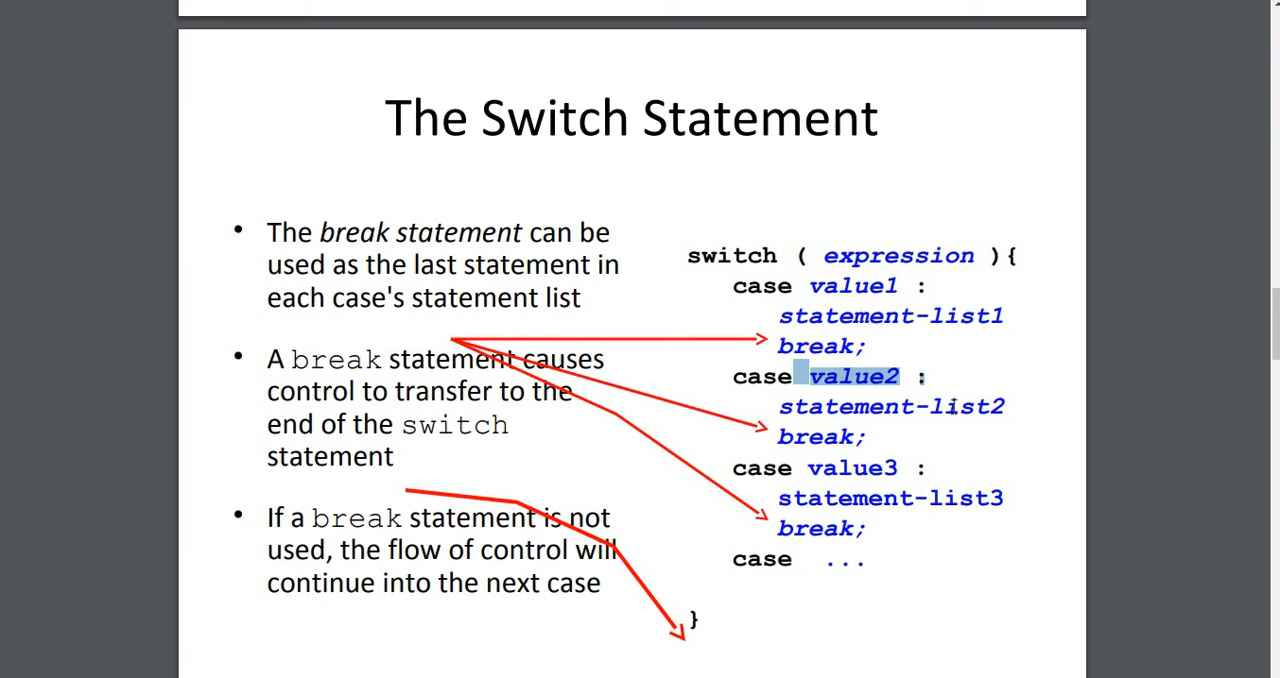 The Switch Statement
• The break statement can be
used as the last statement in
each case's statement list
• A break statement causes
control to transfer to the
end of the switch
statement
• If a break statement is not
used, the flow of control will
continue into the next case
switch ( expression ){
case value1 :
statement-list1
break;
case value2 :
statement-list2
break;
case value3 :
statement-list3
break;
case ...
}